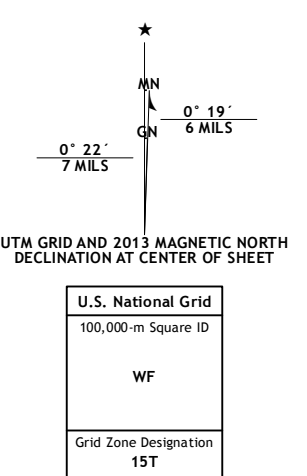 ★
MN
GN
0° 19´
6 MILS
0° 22´
7 MILS
UTM GRID AND 2013 MAGNETIC NORTH
DECLINATION AT CENTER OF SHEET
U.S. National Grid
100,000-m Square ID
WF
Grid Zone Designation
15T